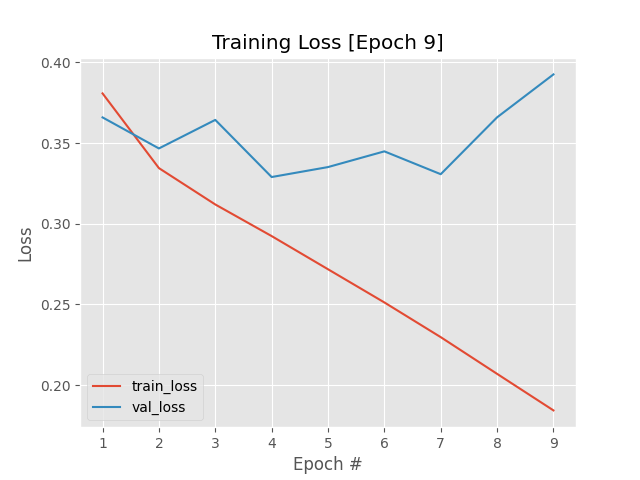 Training Loss [Epoch 9]
0.40
0.35
0.30
0.25
0.20
Loss
train_loss
val_loss
1 2 3 4 5 6 7 8 9
Epoch #